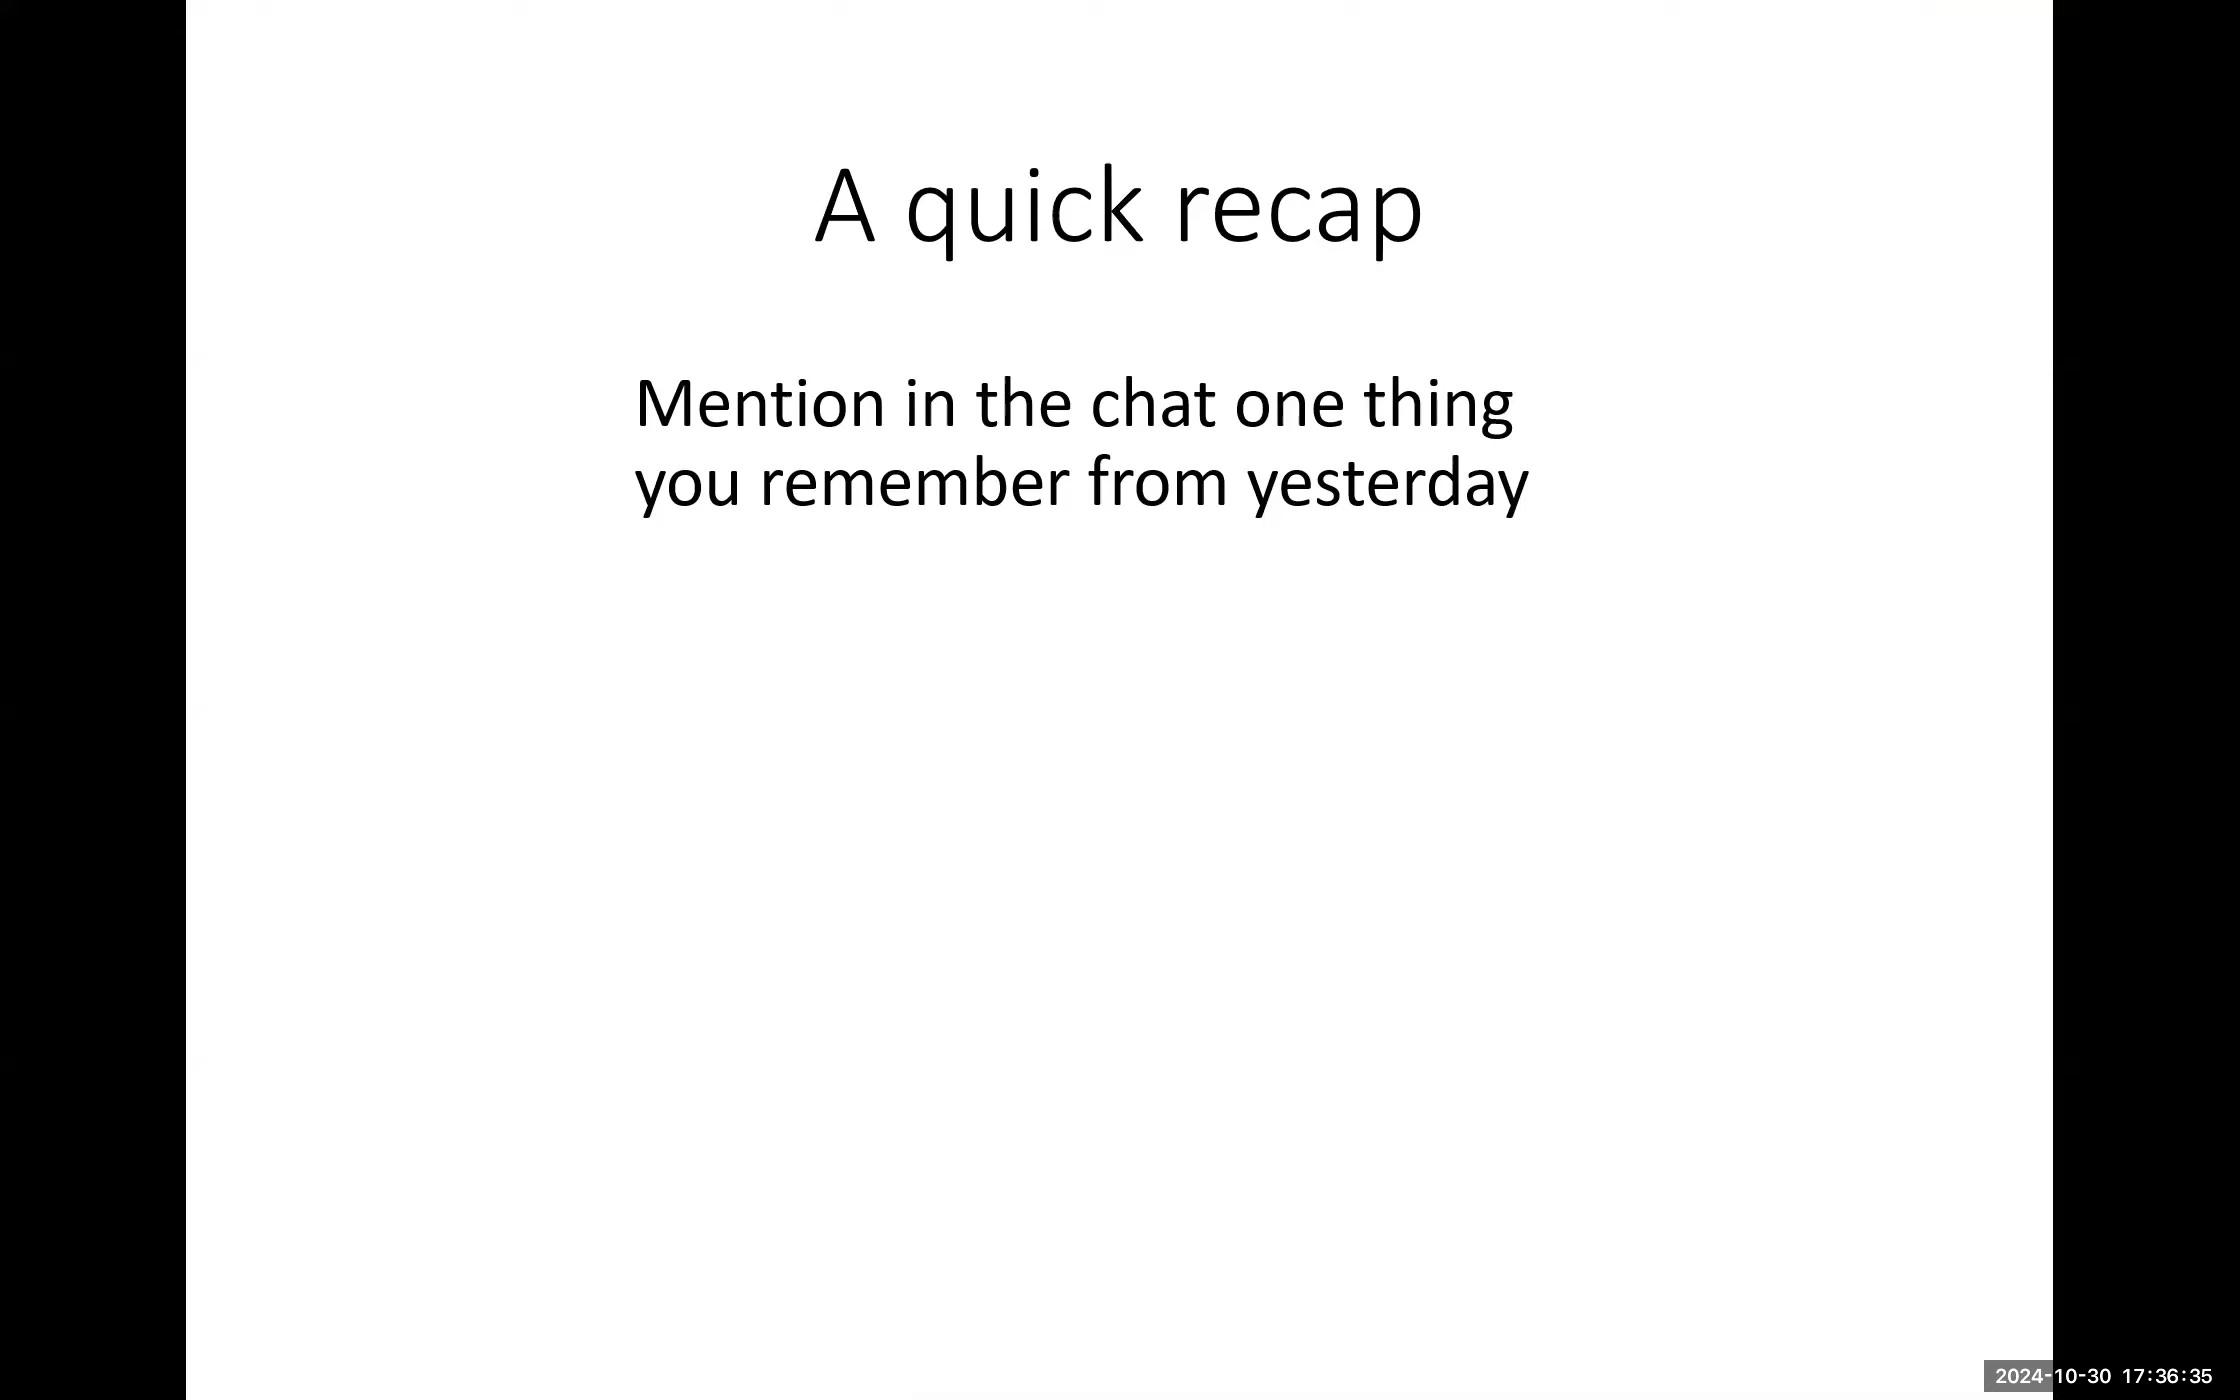 A quick recap
Mention in the chat one thing
you remember from yesterday
2024-10-30 17:36:35